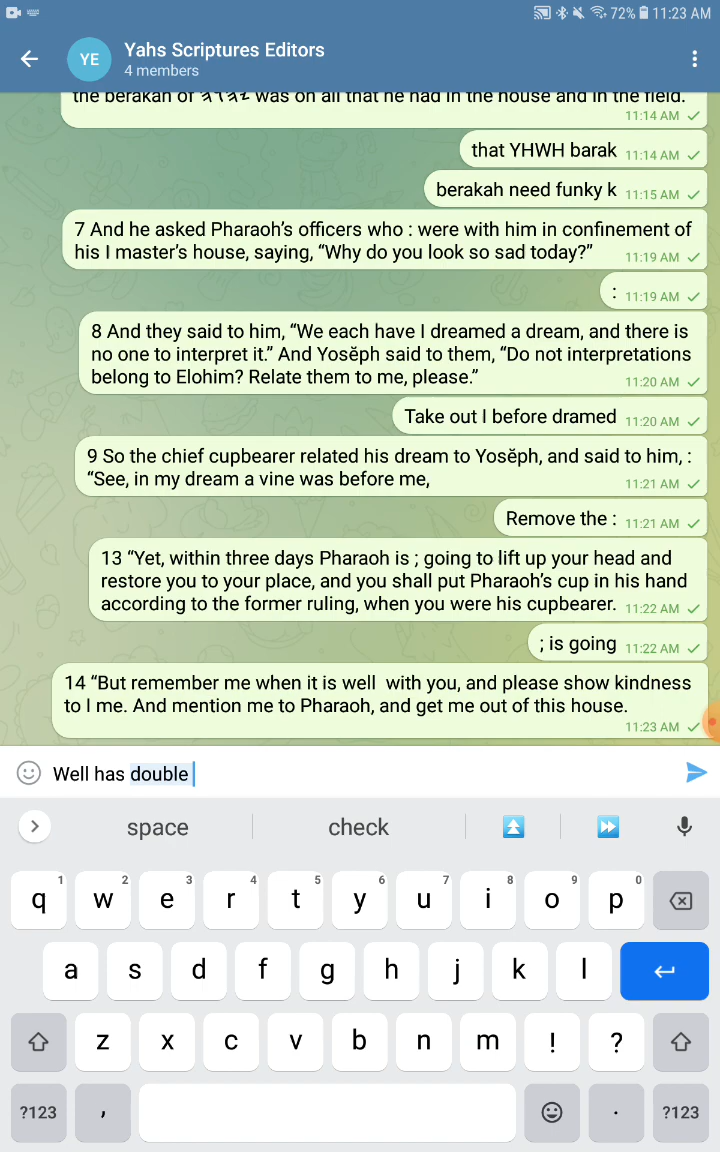 72% 11:23 AM
YE
Yahs Scriptures Editors
4 members
the berakah of 𐤉𐤄𐤅𐤄 was on all that he had in the house and in the field.
11:14 AM
that YHWH barak 11:14 AM
berakah need funky k 11:15 AM
7 And he asked Pharaoh’s officers who : were with him in confinement of
his I master’s house, saying, “Why do you look so sad today?” 11:19 AM
: 11:19 AM
8 And they said to him, “We each have I dreamed a dream, and there is
no one to interpret it.” And Yosĕph said to them, “Do not interpretations
belong to Elohim? Relate them to me, please.” 11:20 AM
Take out I before dramed 11:20 AM
9 So the chief cupbearer related his dream to Yosĕph, and said to him, :
“See, in my dream a vine was before me, 11:21 AM
Remove the : 11:21 AM
13 “Yet, within three days Pharaoh is ; going to lift up your head and
restore you to your place, and you shall put Pharaoh’s cup in his hand
according to the former ruling, when you were his cupbearer. 11:22 AM
; is going 11:22 AM
14 “But remember me when it is well  with you, and please show kindness
to I me. And mention me to Pharaoh, and get me out of this house.
11:23 AM
Well has double
space check
q 1 w 2 e 3 r 4 t 5 y 6 u 7 i 8 o 9 p 0
a s d f g h j k l
z x c v b n m ! ?
?123 , . ?123